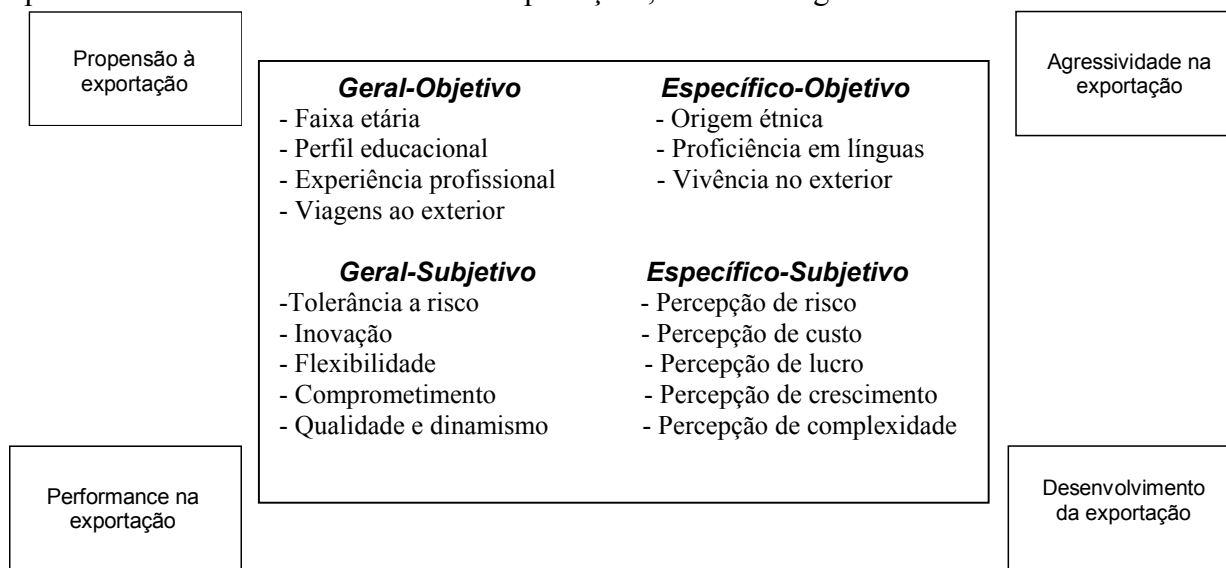 Propensão à
exportação
Agressividade na
exportação
Geral-Objetivo
- Faixa etária
- Perfil educacional
- Experiência profissional
- Viagens ao exterior
Específico-Objetivo
- Origem étnica
- Proficiência em línguas
- Vivência no exterior
Geral-Subjetivo
-Tolerância a risco
- Inovação
- Flexibilidade
- Comprometimento
- Qualidade e dinamismo
Específico-Subjetivo
- Percepção de risco
- Percepção de custo
- Percepção de lucro
- Percepção de crescimento
- Percepção de complexidade
Performance na
exportação
Desenvolvimento
da exportação